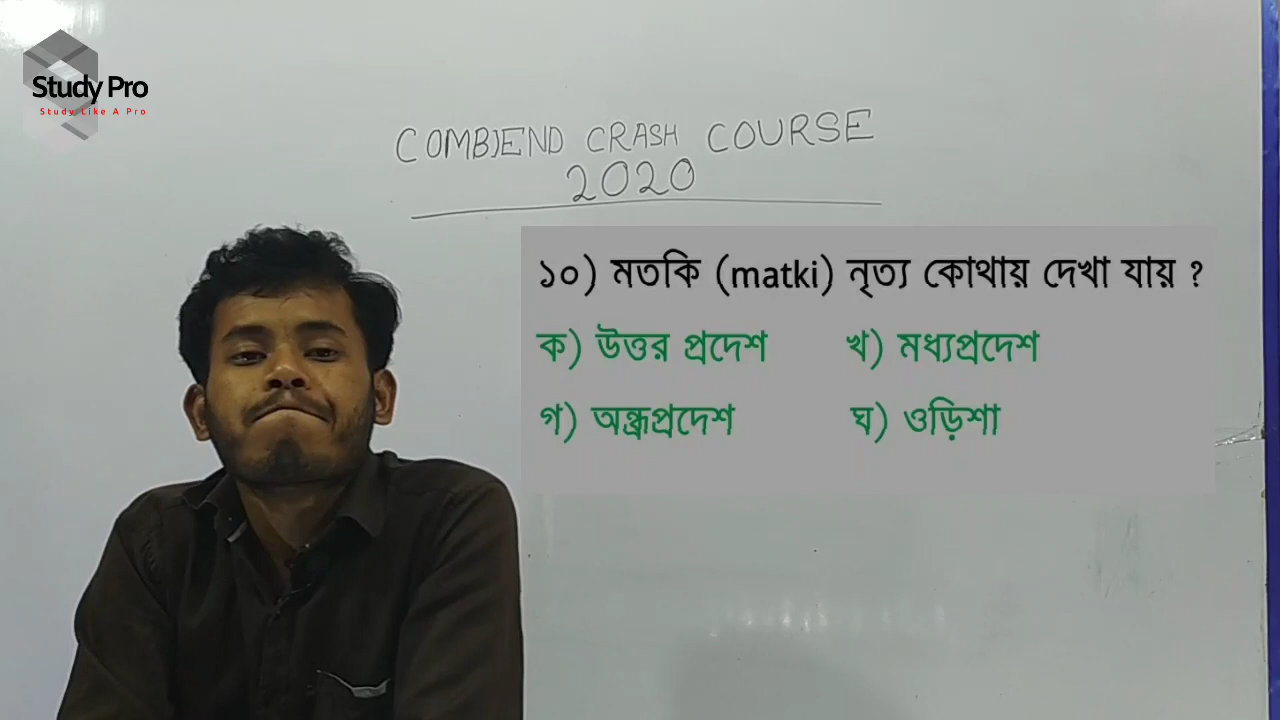 Study Pro
Study Like A Pro
COMBIEND CRASH COURSE
2020
১০) মতকি (matki) নৃত্য কোথায় দেখা যায় ?
ক) উত্তর প্রদেশ খ) মধ্যপ্রদেশ
গ) অন্ধ্রপ্রদেশ ঘ) ওড়িশা